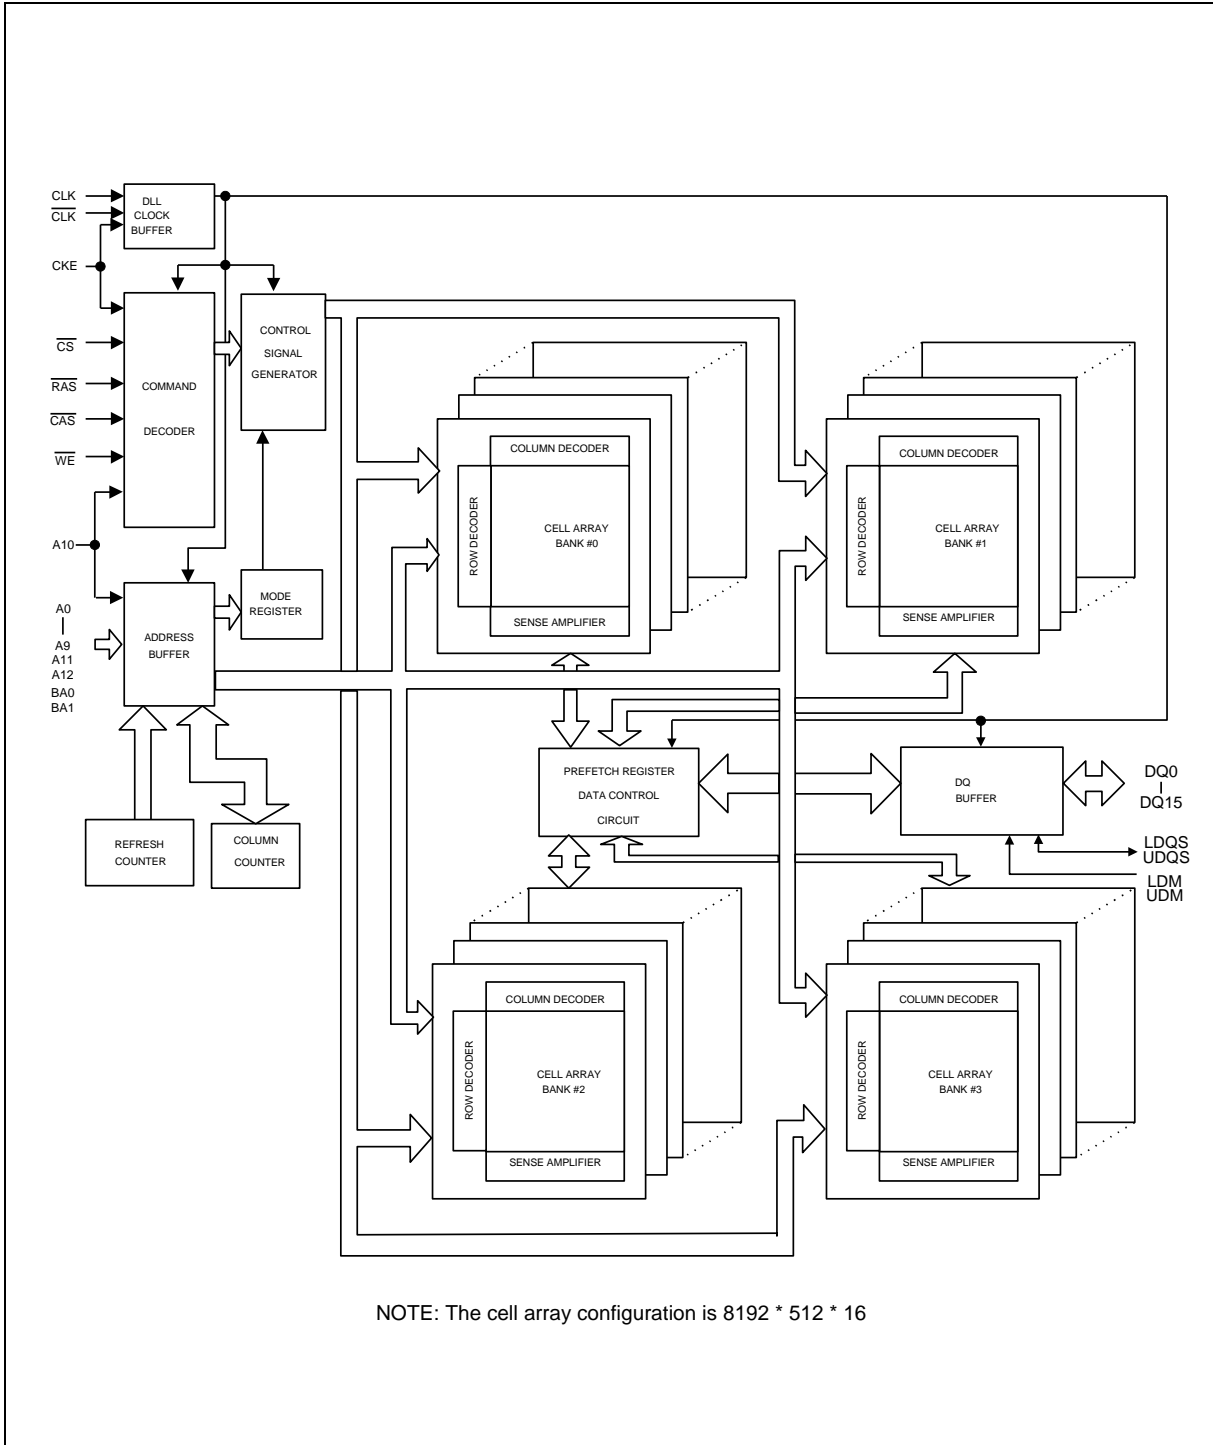 CLK
CLK
CKE
CS
RAS
CAS
WE
A10
A0
A9
A11
A12
BA0
BA1
DLL
CLOCK
BUFFER
COMMAND
DECODER
CONTROL
SIGNAL
GENERATOR
MODE
REGISTER
ADDRESS
BUFFER
REFRESH
COUNTER
COLUMN
COUNTER
COLUMN DECODER
ROW DECODER
CELL ARRAY
BANK #0
SENSE AMPLIFIER
COLUMN DECODER
ROW DECODER
CELL ARRAY
BANK #1
SENSE AMPLIFIER
PREFETCH REGISTER
DATA CONTROL
CIRCUIT
DQ
BUFFER
DQ0
DQ15
LDQS
UDQS
LDM
UDM
COLUMN DECODER
ROW DECODER
CELL ARRAY
BANK #2
SENSE AMPLIFIER
COLUMN DECODER
ROW DECODER
CELL ARRAY
BANK #3
SENSE AMPLIFIER
NOTE: The cell array configuration is 8192 * 512 * 16